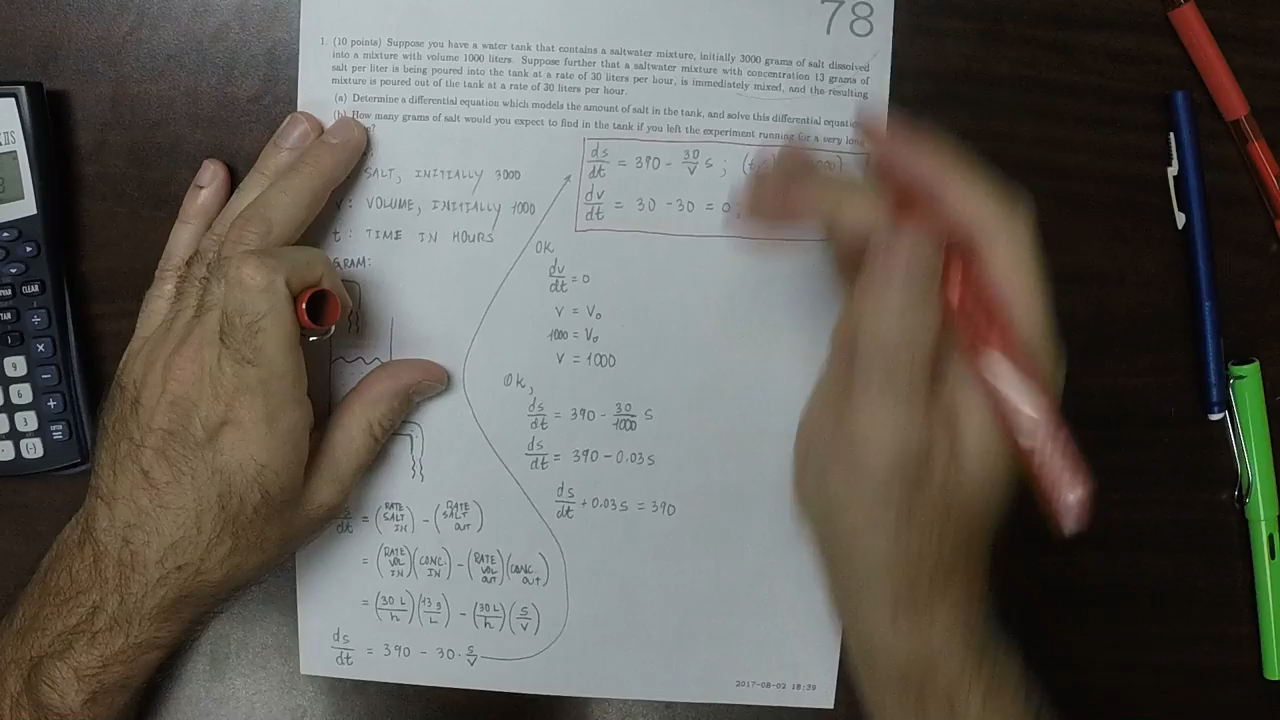 78
1. (10 points) Suppose you have a water tank that contains a saltwater mixture, initially 3000 grams of salt dissolved
into a mixture with volume 1000 liters. Suppose further that a saltwater mixture with concentration 13 grams of
salt per liter is being poured into the tank at a rate of 30 liters per hour, is immediately mixed, and the resulting
mixture is poured out of the tank at a rate of 30 liters per hour.
(a) Determine a differential equation which models the amount of salt in the tank, and solve this differential
(b) How many grams of salt would you expect to find in the tank if you left the experiment running for a very
SALT, INITIALLY 3000
V: VOLUME, INITIALLY 1000
t: TIME IN HOURS
ds/dt = (RATE SALT IN) - (RATE SALT OUT)
= (RATE VOL IN)(CONC. IN) - (RATE VOL OUT)(CONC. OUT)
= (30 L/h)(13 g/L) - (30 L/h)(S/V)
ds/dt = 390 - 30 · S/V
ds/dt = 390 - 30/V S ;
dv/dt = 30 - 30 = 0
OK
dv/dt = 0
V = V₀
1000 = V₀
V = 1000
OK,
ds/dt = 390 - 30/1000 S
ds/dt = 390 - 0.03S
ds/dt + 0.03S = 390
2017-08-02 18:39
CLEAR
TAN
9
6
3
(-)